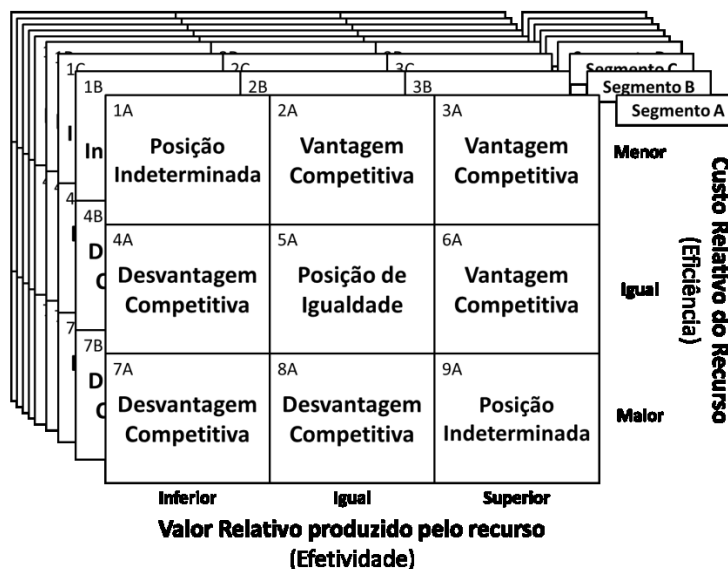 1C
2C
3C
Segmento C
1B
2B
3B
Segmento B
Segmento A
1A
Posição
Indeterminada
2A
Vantagem
Competitiva
3A
Vantagem
Competitiva
Menor
4B
4A
Desvantagem
Competitiva
5A
Posição de
Igualdade
6A
Vantagem
Competitiva
Igual
7B
7A
Desvantagem
Competitiva
8A
Desvantagem
Competitiva
9A
Posição
Indeterminada
Maior
Custo Relativo do Recurso
(Eficiência)
Inferior
Igual
Superior
Valor Relativo produzido pelo recurso
(Efetividade)